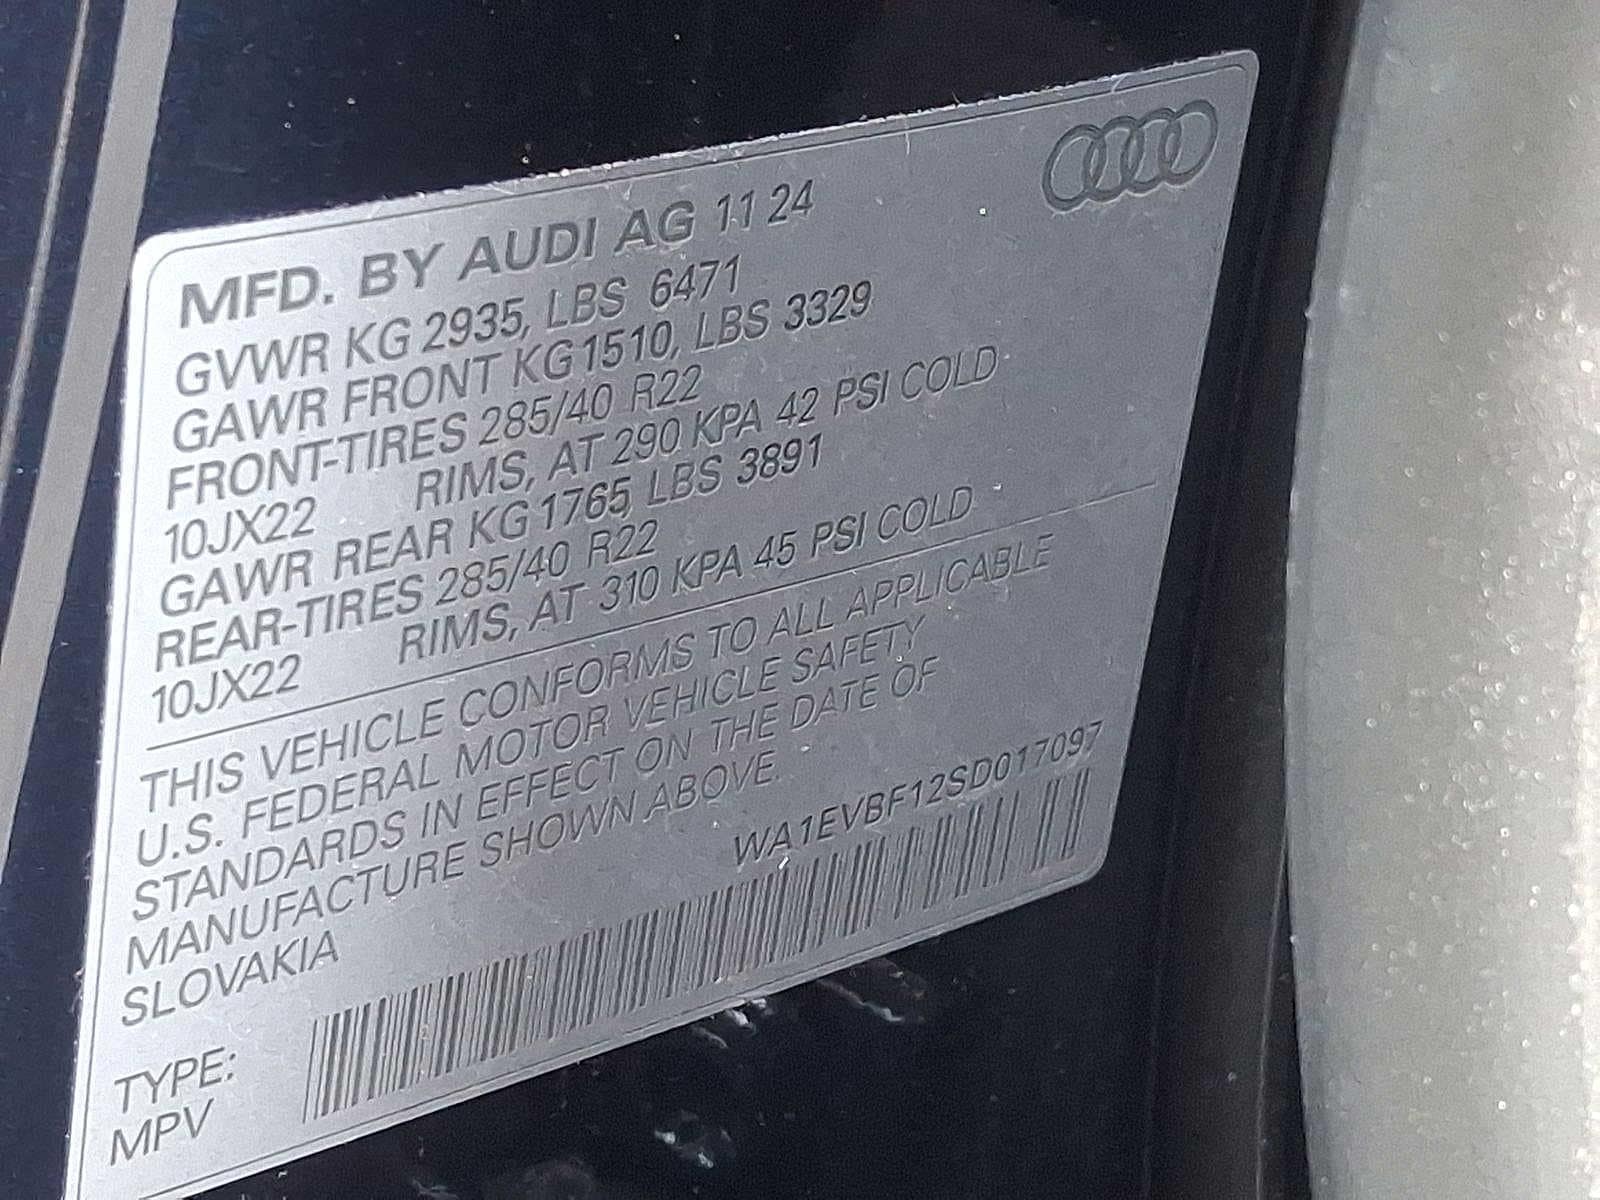 MFD. BY AUDI AG 11 24
GVWR KG 2935, LBS 6471
GAWR FRONT KG 1510, LBS 3329
FRONT-TIRES 285/40 R22
10JX22 RIMS, AT 290 KPA 42 PSI COLD
GAWR REAR KG 1765, LBS 3891
REAR-TIRES 285/40 R22
10JX22 RIMS, AT 310 KPA 45 PSI COLD
THIS VEHICLE CONFORMS TO ALL APPLICABLE
U.S. FEDERAL MOTOR VEHICLE SAFETY
STANDARDS IN EFFECT ON THE DATE OF
MANUFACTURE SHOWN ABOVE.
SLOVAKIA
WA1EVBF12SD017097
TYPE:
MPV